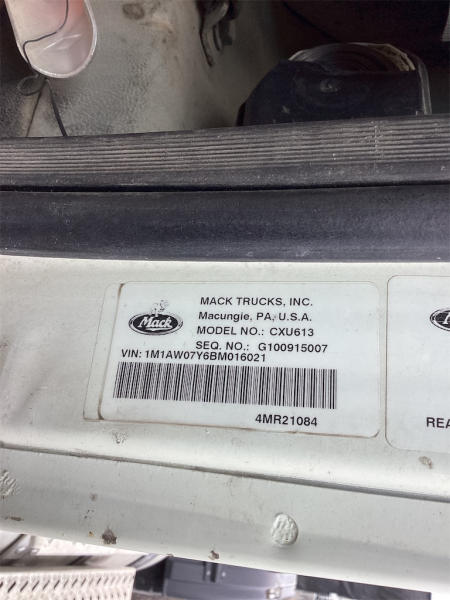 Mack
MACK TRUCKS, INC.
Macungie, PA, U.S.A.
MODEL NO.: CXU613
SEQ. NO.: G100915007
VIN: 1M1AW07Y6BM016021
4MR21084
REA